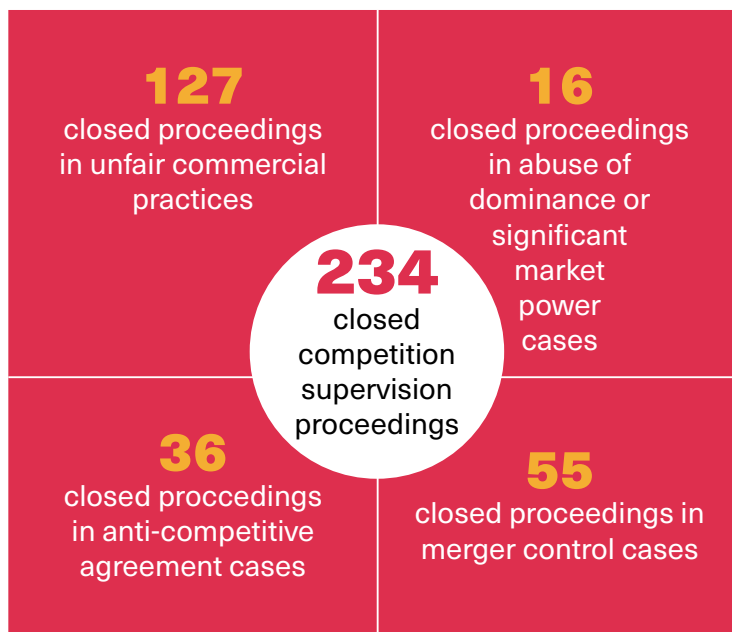 127
closed proceedings
in unfair commercial
practices
16
closed proceedings
in abuse of
dominance or
significant
market
power
cases
234
closed
competition
supervision
proceedings
36
closed proccedings
in anti-competitive
agreement cases
55
closed proceedings in
merger control cases